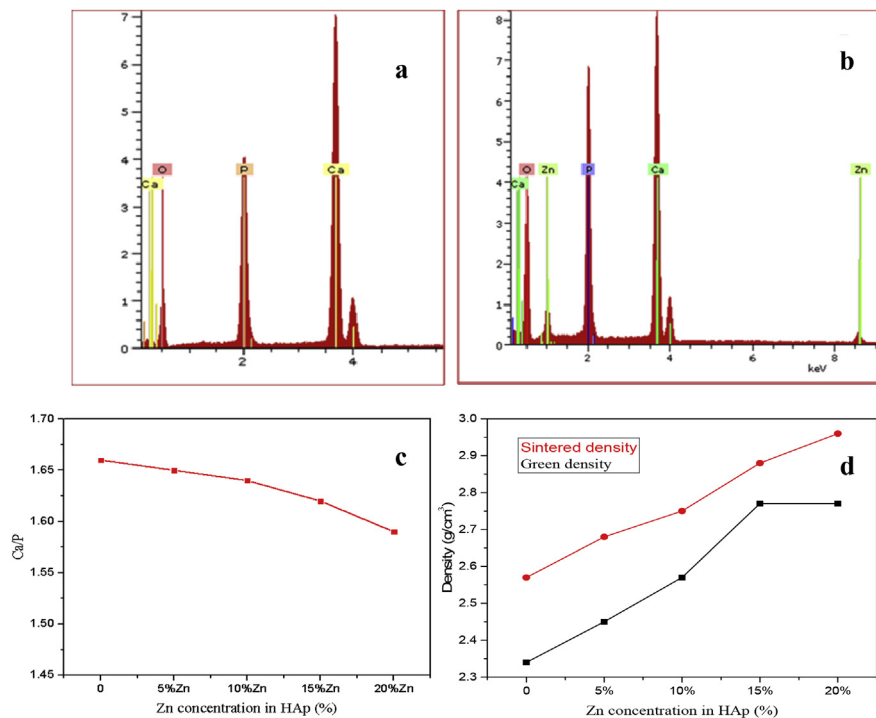 a
7
6
5
4
3
2
1
0
Ca
O
P
Ca
2
4
b
8
7
6
5
4
3
2
1
0
Ca
O
Zn
P
Ca
Zn
2
4
6
8
keV
c
1.70
1.65
1.60
1.55
1.50
1.45
Ca/P
0 5%Zn 10%Zn 15%Zn 20%Zn
Zn concentration in HAp (%)
d
Sintered density
Green density
3.0
2.9
2.8
2.7
2.6
2.5
2.4
2.3
Density (g/cm³)
0 5% 10% 15% 20%
Zn concentration in HAp (%)